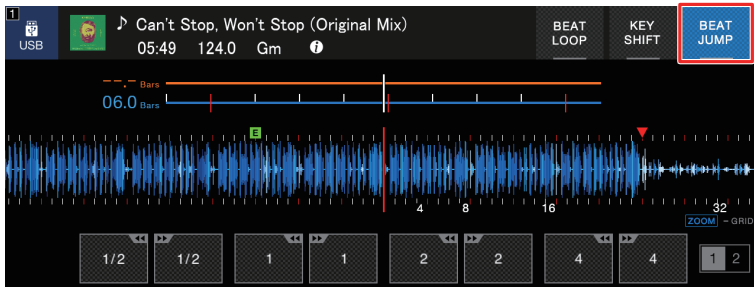 1
USB
♪ Can't Stop, Won't Stop (Original Mix)
05:49 124.0 Gm i
BEAT
LOOP
KEY
SHIFT
BEAT
JUMP
--.- Bars
06.0 Bars
E
4 8 16 32
ZOOM - GRID
1/2 1/2 1 1 2 2 4 4 1 2